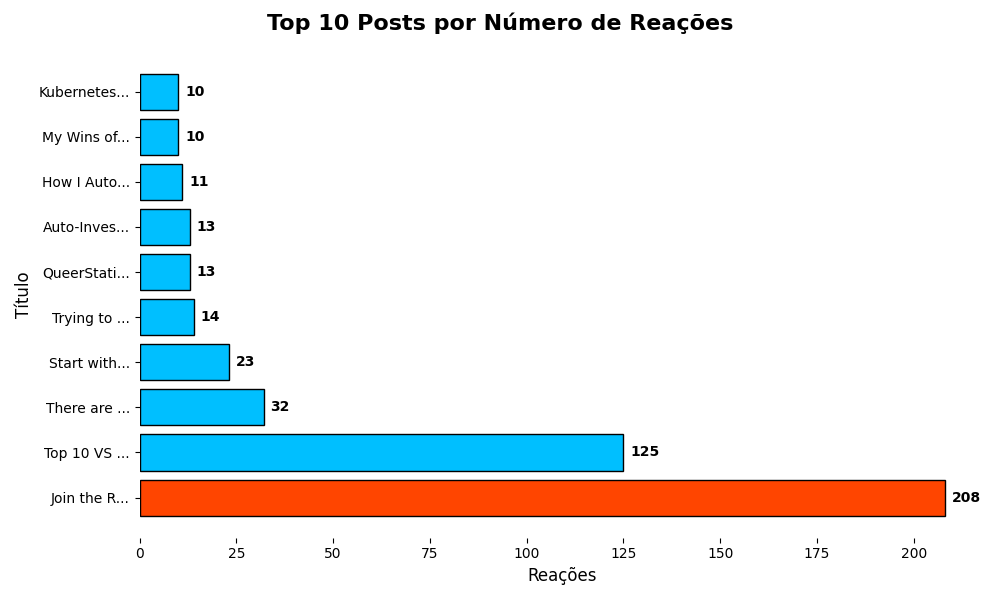 Top 10 Posts por Número de Reações
Kubernetes... 10
My Wins of... 10
How I Auto... 11
Auto-Inves... 13
QueerStati... 13
Trying to ... 14
Start with... 23
There are ... 32
Top 10 VS ... 125
Join the R... 208
Título
0 25 50 75 100 125 150 175 200
Reações